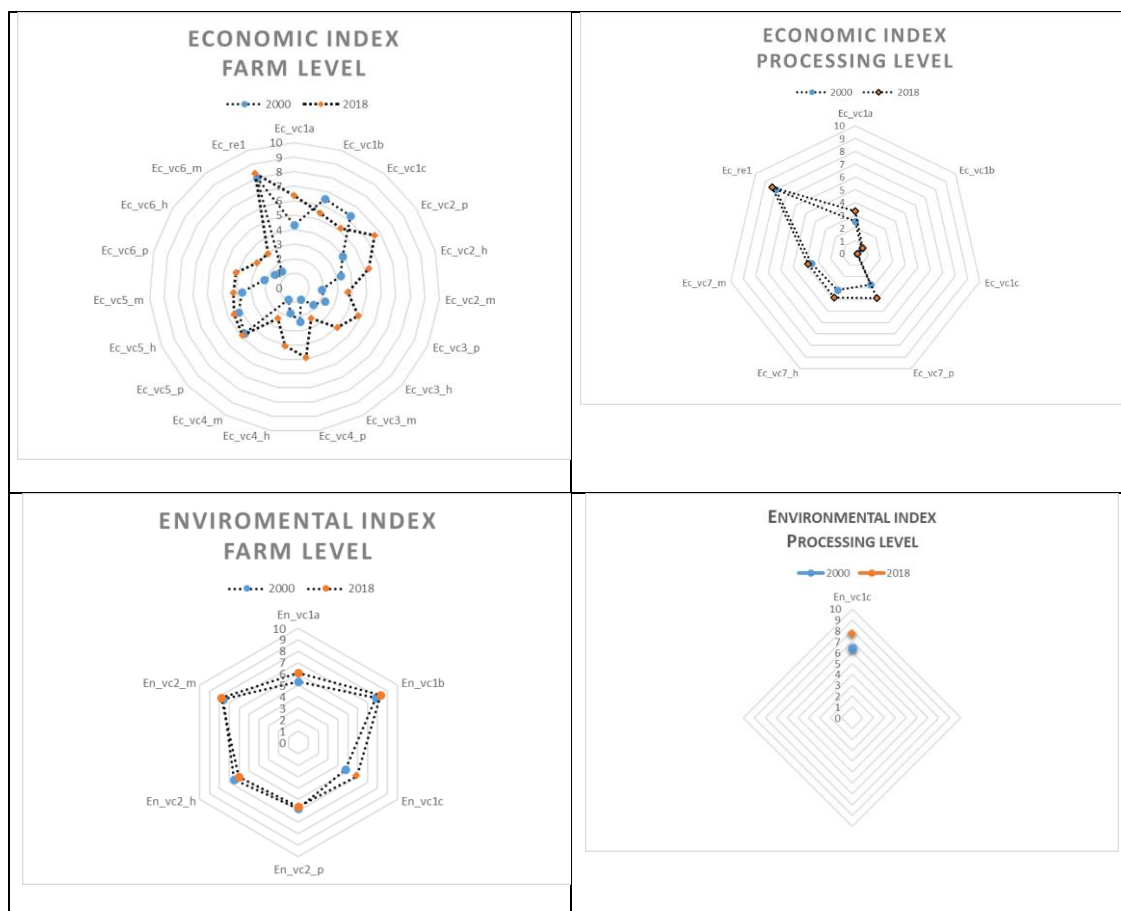 ECONOMIC INDEX
FARM LEVEL
2000 2018
Ec_vc1a
Ec_re1 10 Ec_vc1b
Ec_vc6_m 9 Ec_vc1c
8
Ec_vc6_h 7 Ec_vc2_p
6
5
Ec_vc6_p 4 Ec_vc2_h
3
2
1
Ec_vc5_m 0 Ec_vc2_m
Ec_vc5_h Ec_vc3_p
Ec_vc5_p Ec_vc3_h
Ec_vc4_m Ec_vc3_m
Ec_vc4_h Ec_vc4_p
ECONOMIC INDEX
PROCESSING LEVEL
2000 2018
Ec_vc1a
10
9
8
7
Ec_re1 6 Ec_vc1b
5
4
3
2
1
0
Ec_vc7_m Ec_vc1c
Ec_vc7_h Ec_vc7_p
ENVIROMENTAL INDEX
FARM LEVEL
2000 2018
En_vc1a
10
9
8
7
6
En_vc2_m 5 En_vc1b
4
3
2
1
0
En_vc2_h En_vc1c
En_vc2_p
ENVIRONMENTAL INDEX
PROCESSING LEVEL
2000 2018
En_vc1c
10
9
8
7
6
5
4
3
2
1
0